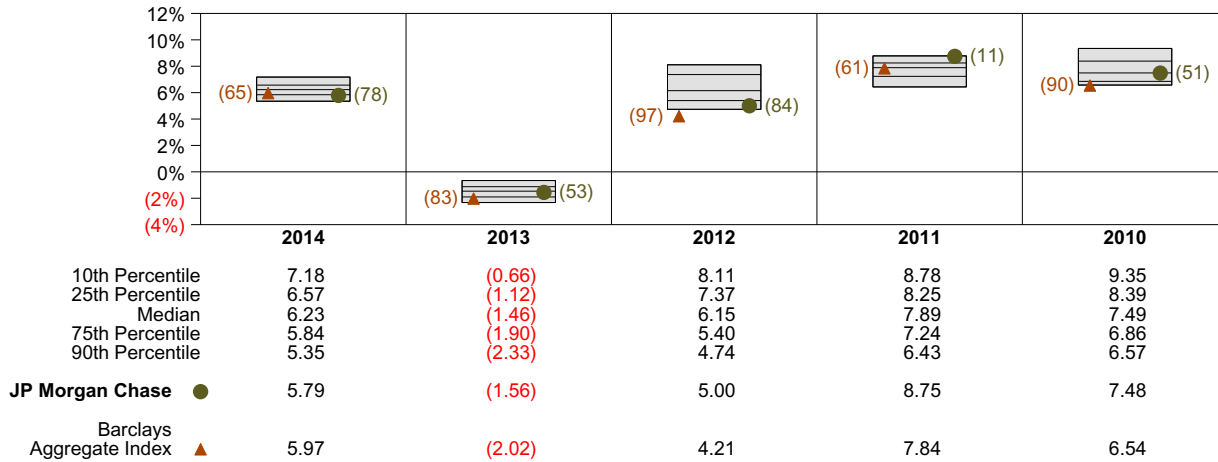 12%
10%
8%
6%
4%
2%
0%
(2%)
(4%)
(65) (78)
(83) (53)
(97) (84)
(61) (11)
(90) (51)
2014 2013 2012 2011 2010
10th Percentile 7.18 (0.66) 8.11 8.78 9.35
25th Percentile 6.57 (1.12) 7.37 8.25 8.39
Median 6.23 (1.46) 6.15 7.89 7.49
75th Percentile 5.84 (1.90) 5.40 7.24 6.86
90th Percentile 5.35 (2.33) 4.74 6.43 6.57
JP Morgan Chase 5.79 (1.56) 5.00 8.75 7.48
Barclays
Aggregate Index 5.97 (2.02) 4.21 7.84 6.54